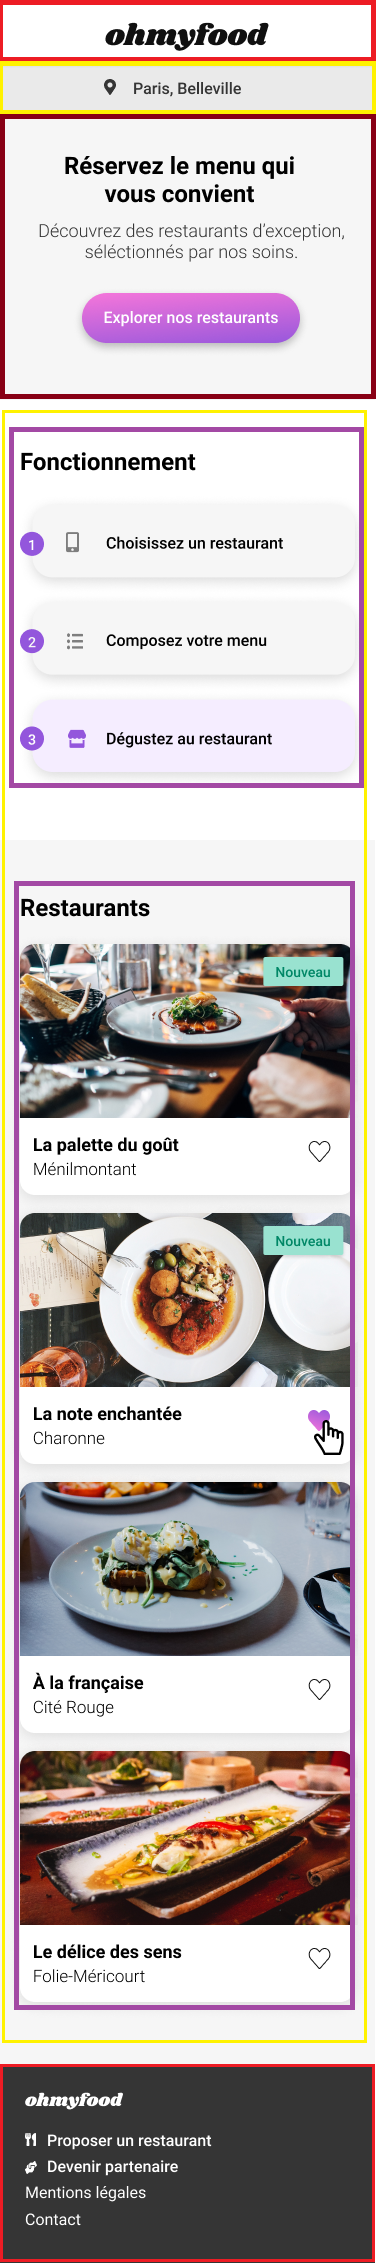 ohmyfood
Paris, Belleville
Réservez le menu qui
vous convient
Découvrez des restaurants d'exception,
séléctionnés par nos soins.
Explorer nos restaurants
Fonctionnement
1 Choisissez un restaurant
2 Composez votre menu
3 Dégustez au restaurant
Restaurants
Nouveau
La palette du goût
Ménilmontant
Nouveau
La note enchantée
Charonne
À la française
Cité Rouge
Le délice des sens
Folie-Méricourt
ohmyfood
Proposer un restaurant
Devenir partenaire
Mentions légales
Contact